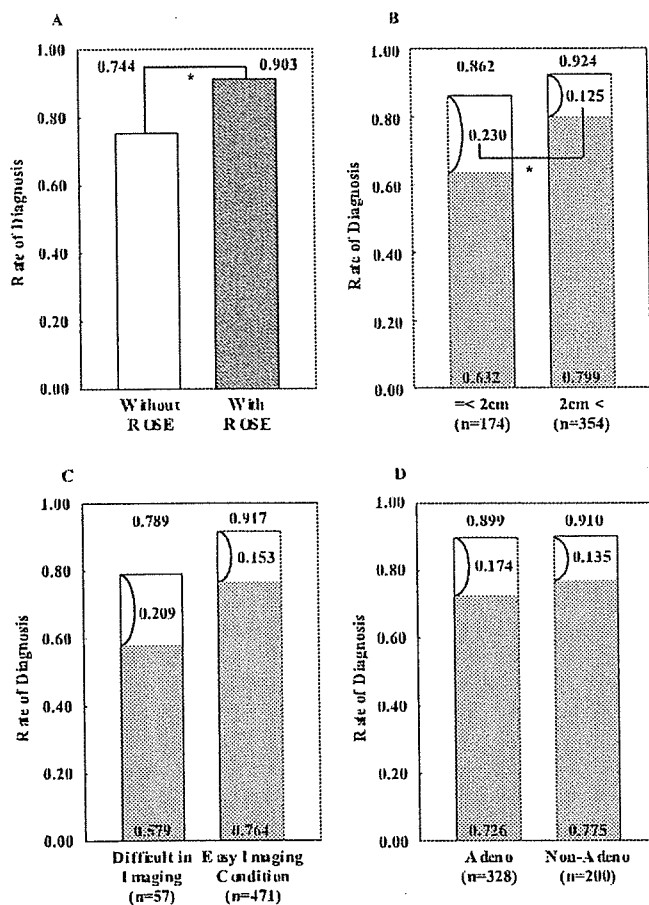 A
1.00
0.744
0.903
*
0.80
0.60
0.40
0.20
0.00
Rate of Diagnosis
Without
ROSE
With
ROSE
B
1.00
0.862
0.924
0.125
0.80
0.230
*
0.60
0.40
0.20
0.00
0.632
0.799
Rate of Diagnosis
=< 2cm
(n=174)
2cm <
(n=354)
C
1.00
0.789
0.917
0.153
0.80
0.209
0.60
0.40
0.20
0.00
0.579
0.764
Rate of Diagnosis
Difficult in
Imaging
(n=57)
Easy Imaging
Condition
(n=471)
D
1.00
0.899
0.910
0.174
0.135
0.80
0.60
0.40
0.20
0.00
0.726
0.775
Rate of Diagnosis
Adeno
(n=328)
Non-Adeno
(n=200)